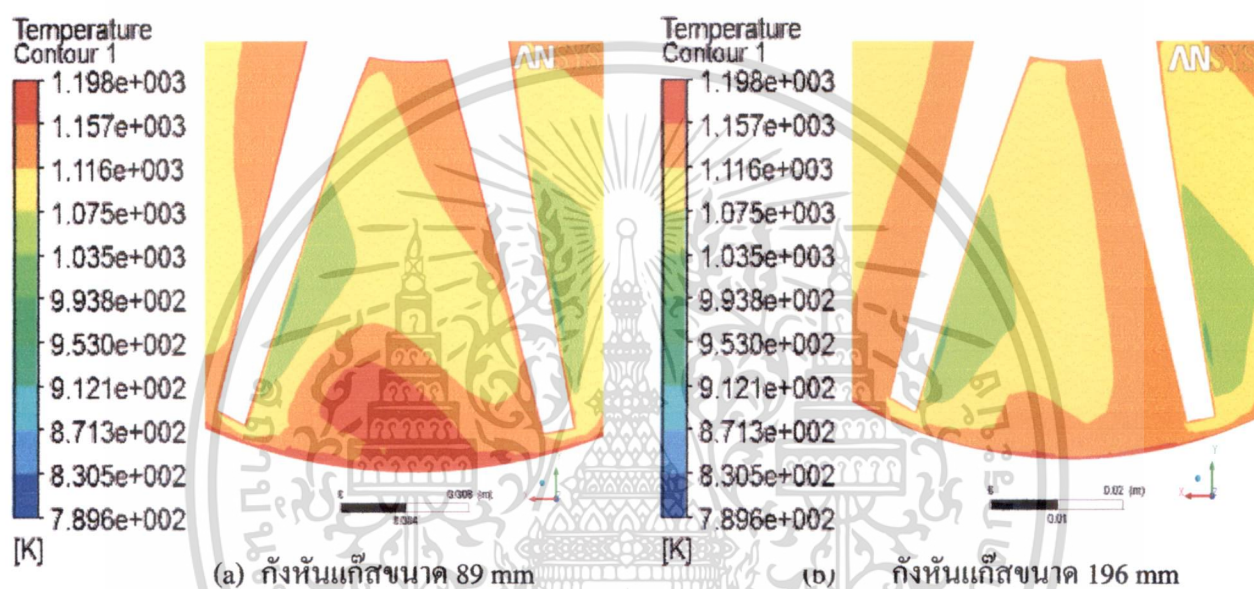 Temperature
Contour 1
1.198e+003
1.157e+003
1.116e+003
1.075e+003
1.035e+003
9.938e+002
9.530e+002
9.121e+002
8.713e+002
8.305e+002
7.896e+002
[K]
ANSYS
0.008 (m)
(a) กังหันแก๊สขนาด 89 mm
Temperature
Contour 1
1.198e+003
1.157e+003
1.116e+003
1.075e+003
1.035e+003
9.938e+002
9.530e+002
9.121e+002
8.713e+002
8.305e+002
7.896e+002
[K]
ANSYS
0.02 (m)
0.01
Y
X
Z
(b) กังหันแก๊สขนาด 196 mm